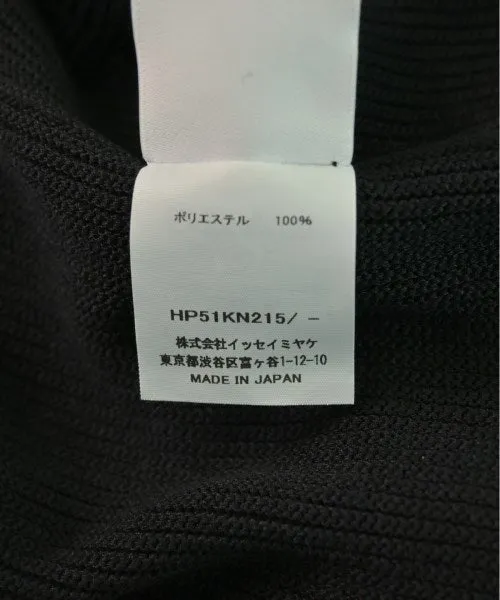 ポリエステル 100%
HP51KN215/ -
株式会社イッセイミヤケ
東京都渋谷区富ヶ谷1-12-10
MADE IN JAPAN